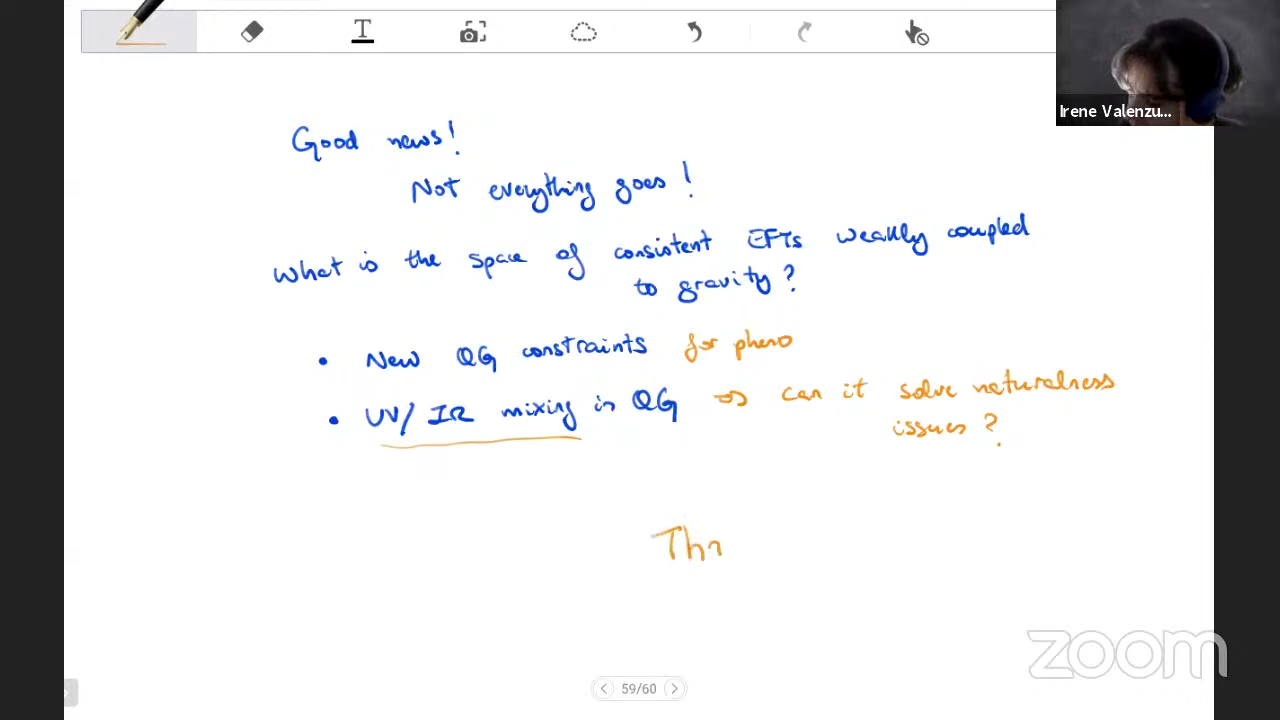 T
Irene Valenzu...
Good news!
Not everything goes!
What is the space of consistent EFTs weakly coupled
to gravity?
• New QG constraints for pheno
• UV/IR mixing in QG ⇒ can it solve naturalness
issues?
Tha
zoom
59/60